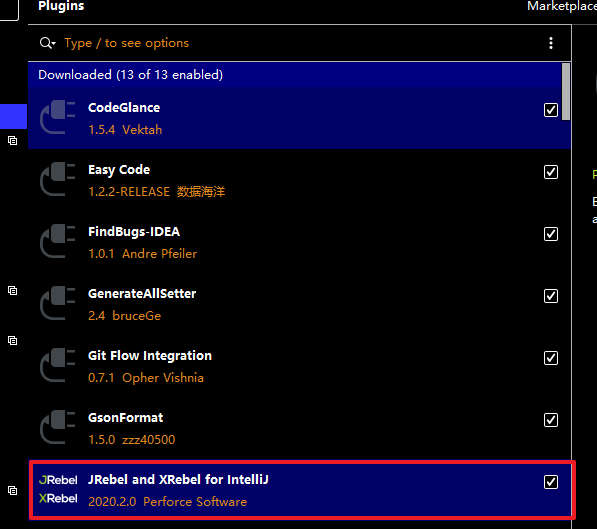 Plugins
Marketplace
Type / to see options
Downloaded (13 of 13 enabled)
CodeGlance
1.5.4 Vektah
Easy Code
1.2.2-RELEASE 数据海洋
FindBugs-IDEA
1.0.1 Andre Pfeiler
GenerateAllSetter
2.4 bruceGe
Git Flow Integration
0.7.1 Opher Vishnia
GsonFormat
1.5.0 zzz40500
JRebel
XRebel
JRebel and XRebel for IntelliJ
2020.2.0 Perforce Software